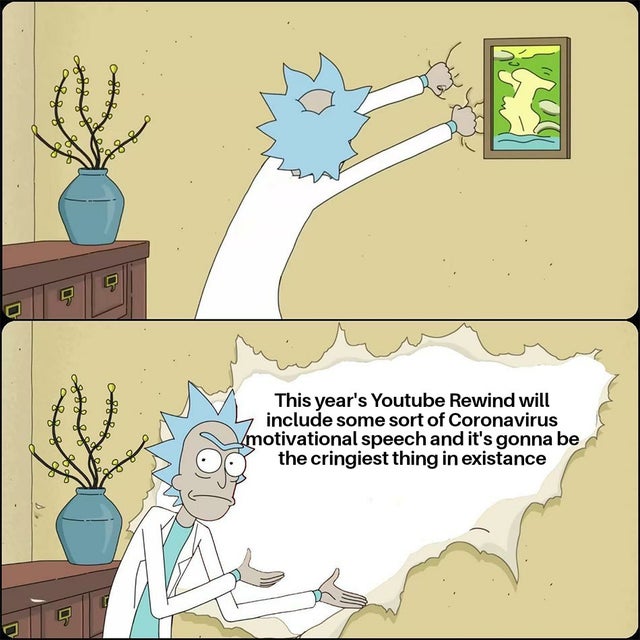 This year's Youtube Rewind will
include some sort of Coronavirus
motivational speech and it's gonna be
the cringiest thing in existance